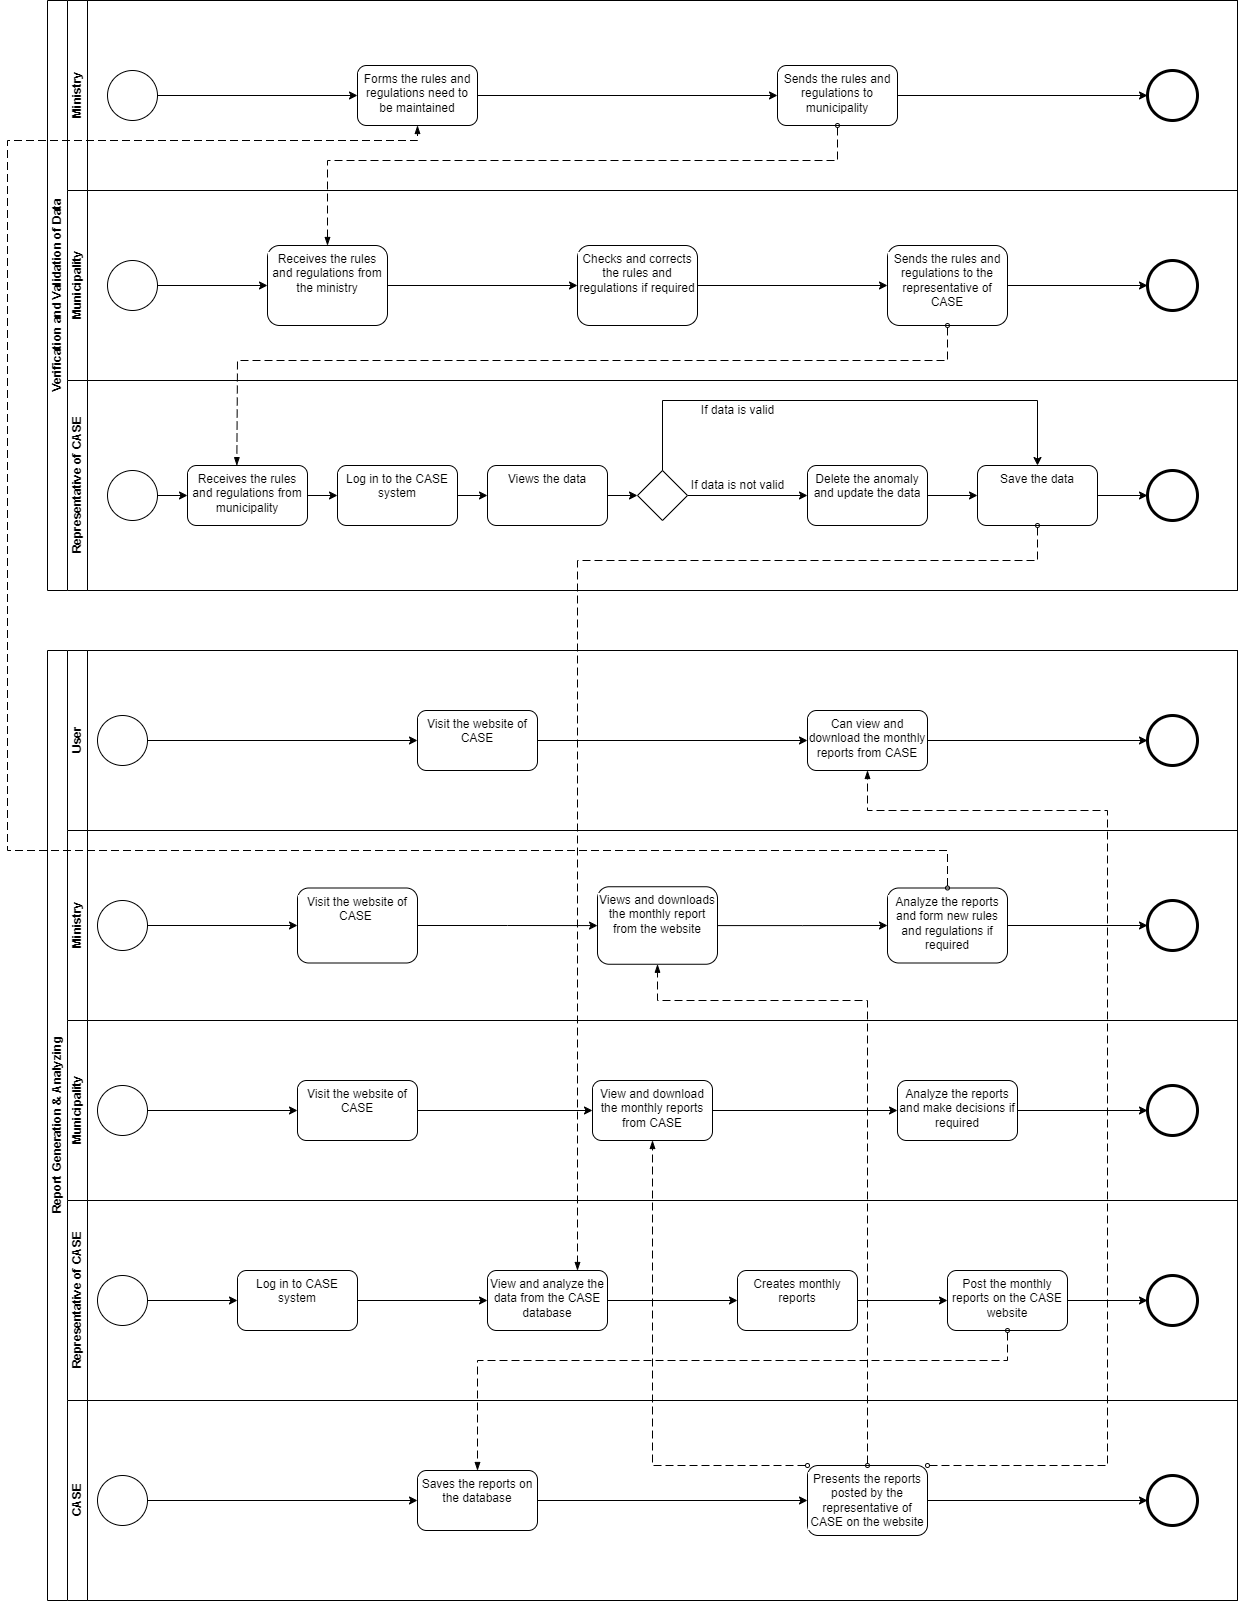 Verification and Validation of Data
Ministry
Forms the rules and
regulations need to
be maintained
Sends the rules and
regulations to
municipality
Municipality
Receives the rules
and regulations from
the ministry
Checks and corrects
the rules and
regulations if required
Sends the rules and
regulations to the
representative of
CASE
Representative of CASE
Receives the rules
and regulations from
municipality
Log in to the CASE
system
Views the data
If data is valid
If data is not valid
Delete the anomaly
and update the data
Save the data
Report Generation & Analyzing
User
Visit the website of
CASE
Can view and
download the monthly
reports from CASE
Ministry
Visit the website of
CASE
Views and downloads
the monthly report
from the website
Analyze the reports
and form new rules
and regulations if
required
Municipality
Visit the website of
CASE
View and download
the monthly reports
from CASE
Analyze the reports
and make decisions if
required
Representative of CASE
Log in to CASE
system
View and analyze the
data from the CASE
database
Creates monthly
reports
Post the monthly
reports on the CASE
website
CASE
Saves the reports on
the database
Presents the reports
posted by the
representative of
CASE on the website